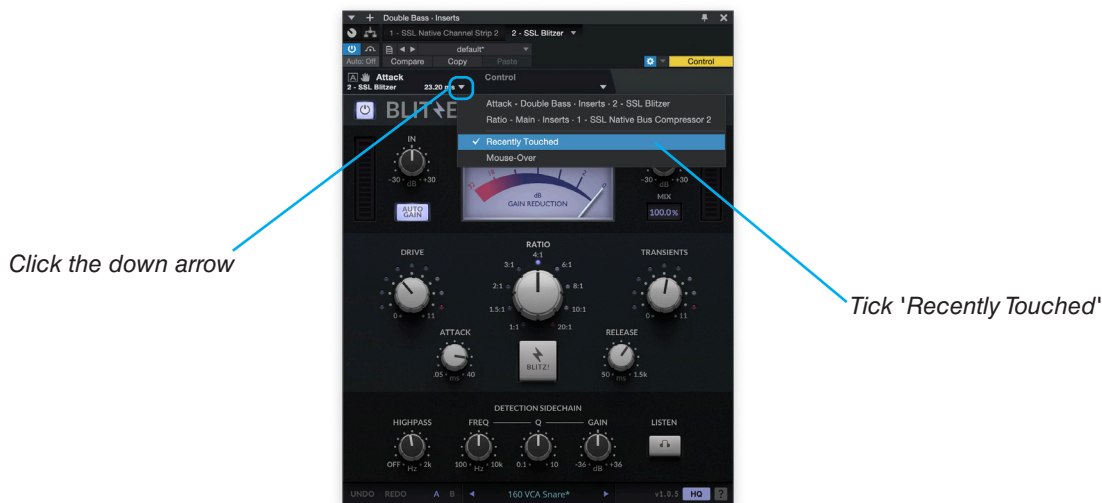 Double Bass · Inserts
1 - SSL Native Channel Strip 2
2 - SSL Blitzer
default*
Auto: Off
Compare
Copy
Paste
Control
A
Attack
Control
2 - SSL Blitzer
23.20 ms
Attack - Double Bass · Inserts · 2 - SSL Blitzer
Ratio - Main · Inserts · 1 - SSL Native Bus Compressor 2
Recently Touched
Mouse-Over
BLITZE
IN
-30
+30
dB
AUTO
GAIN
dB
GAIN REDUCTION
-30
+30
dB
MIX
100.0%
Click the down arrow
Tick 'Recently Touched'
DRIVE
0
11
RATIO
4:1
3:1
6:1
2:1
8:1
1.5:1
10:1
1:1
20:1
TRANSIENTS
0
11
ATTACK
.05
ms
40
BLITZ!
RELEASE
50
ms
1.5k
DETECTION SIDECHAIN
HIGHPASS
FREQ
Q
GAIN
LISTEN
OFF
Hz
2k
100
Hz
10k
0.1
10
-36
dB
+36
UNDO
REDO
A
B
160 VCA Snare*
v1.0.5
HQ
?